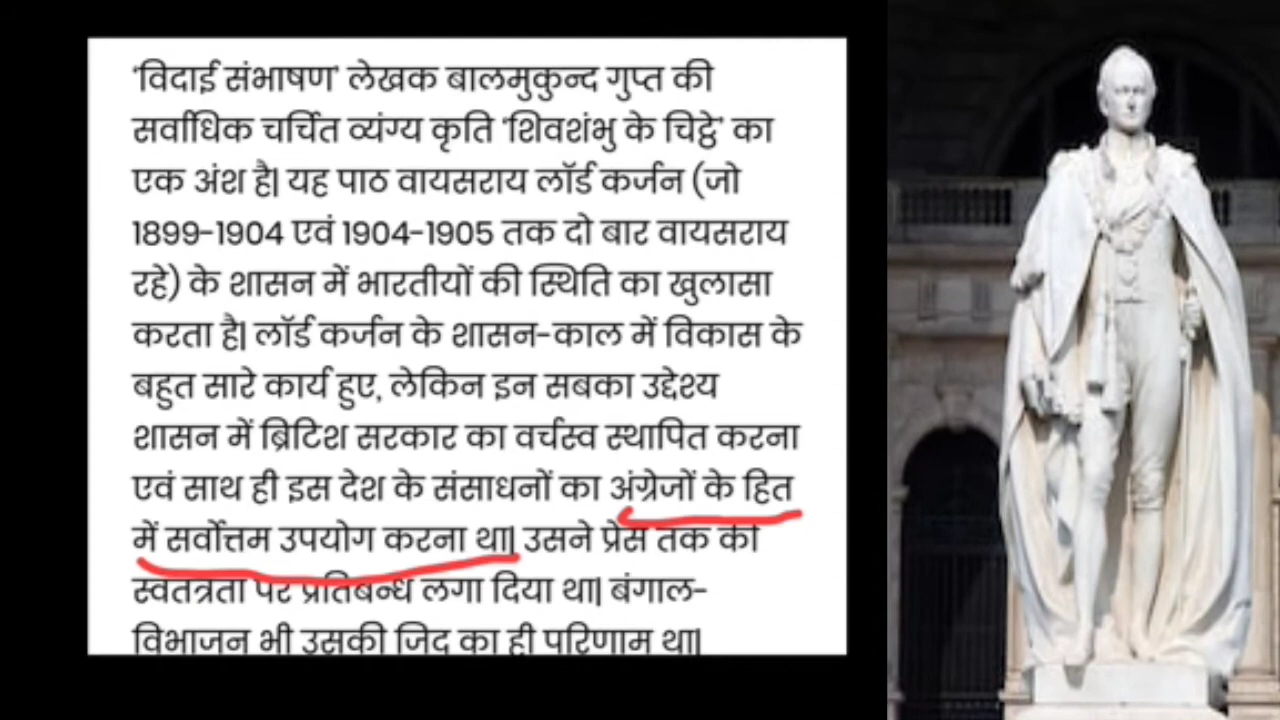 'विदाई संभाषण' लेखक बालमुकुन्द गुप्त की
सर्वाधिक चर्चित व्यंग्य कृति 'शिवशंभु के चिट्ठे' का
एक अंश है| यह पाठ वायसराय लॉर्ड कर्जन (जो
1899-1904 एवं 1904-1905 तक दो बार वायसराय
रहे) के शासन में भारतीयों की स्थिति का खुलासा
करता है| लॉर्ड कर्जन के शासन-काल में विकास के
बहुत सारे कार्य हुए, लेकिन इन सबका उद्देश्य
शासन में ब्रिटिश सरकार का वर्चस्व स्थापित करना
एवं साथ ही इस देश के संसाधनों का अंग्रेजों के हित
में सर्वोत्तम उपयोग करना था| उसने प्रेस तक की
स्वतंत्रता पर प्रतिबन्ध लगा दिया था| बंगाल-
विभाजन भी उसकी जिद का ही परिणाम था|